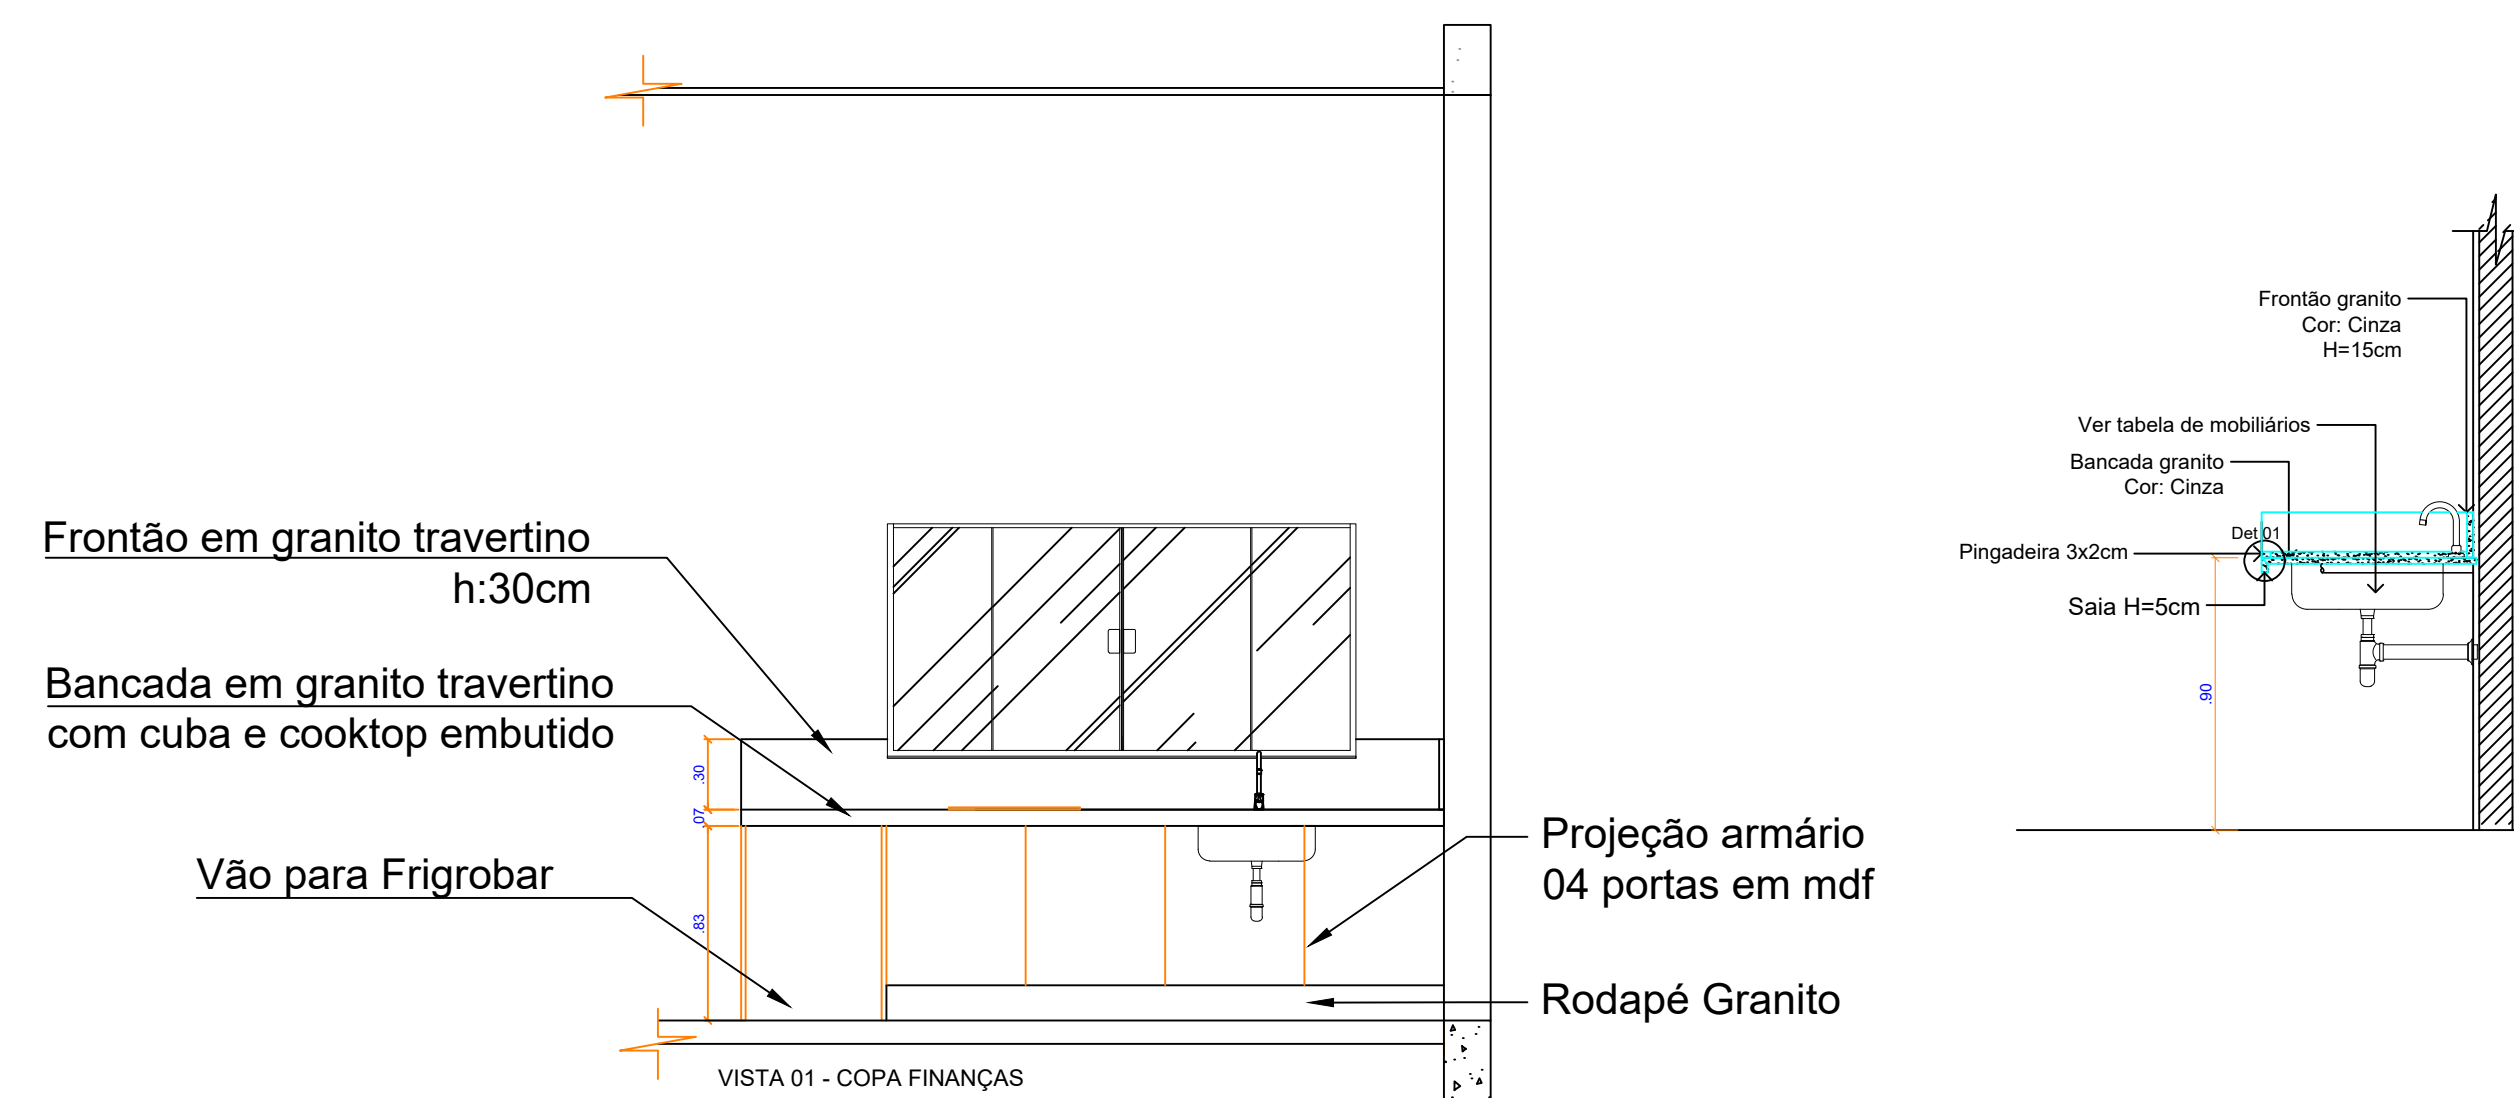 Frontão em granito travertino
h:30cm
Bancada em granito travertino
com cuba e cooktop embutido
Vão para Frigrobar
.30
.07
.83
Projeção armário
04 portas em mdf
Rodapé Granito
VISTA 01 - COPA FINANÇAS
Frontão granito
Cor: Cinza
H=15cm
Ver tabela de mobiliários
Bancada granito
Cor: Cinza
Det 01
Pingadeira 3x2cm
Saia H=5cm
.90